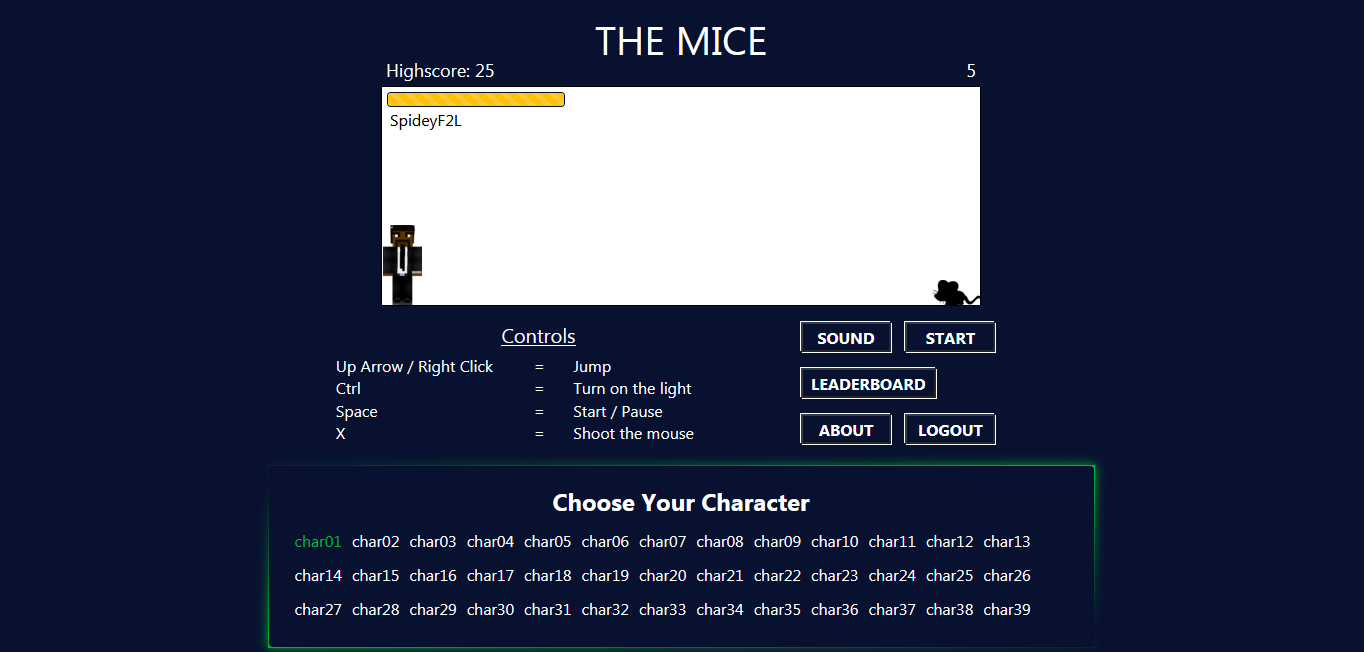 THE MICE
Highscore: 25 5
SpideyF2L
Controls
Up Arrow / Right Click = Jump
Ctrl = Turn on the light
Space = Start / Pause
X = Shoot the mouse
SOUND START
LEADERBOARD
ABOUT LOGOUT
Choose Your Character
char01 char02 char03 char04 char05 char06 char07 char08 char09 char10 char11 char12 char13
char14 char15 char16 char17 char18 char19 char20 char21 char22 char23 char24 char25 char26
char27 char28 char29 char30 char31 char32 char33 char34 char35 char36 char37 char38 char39